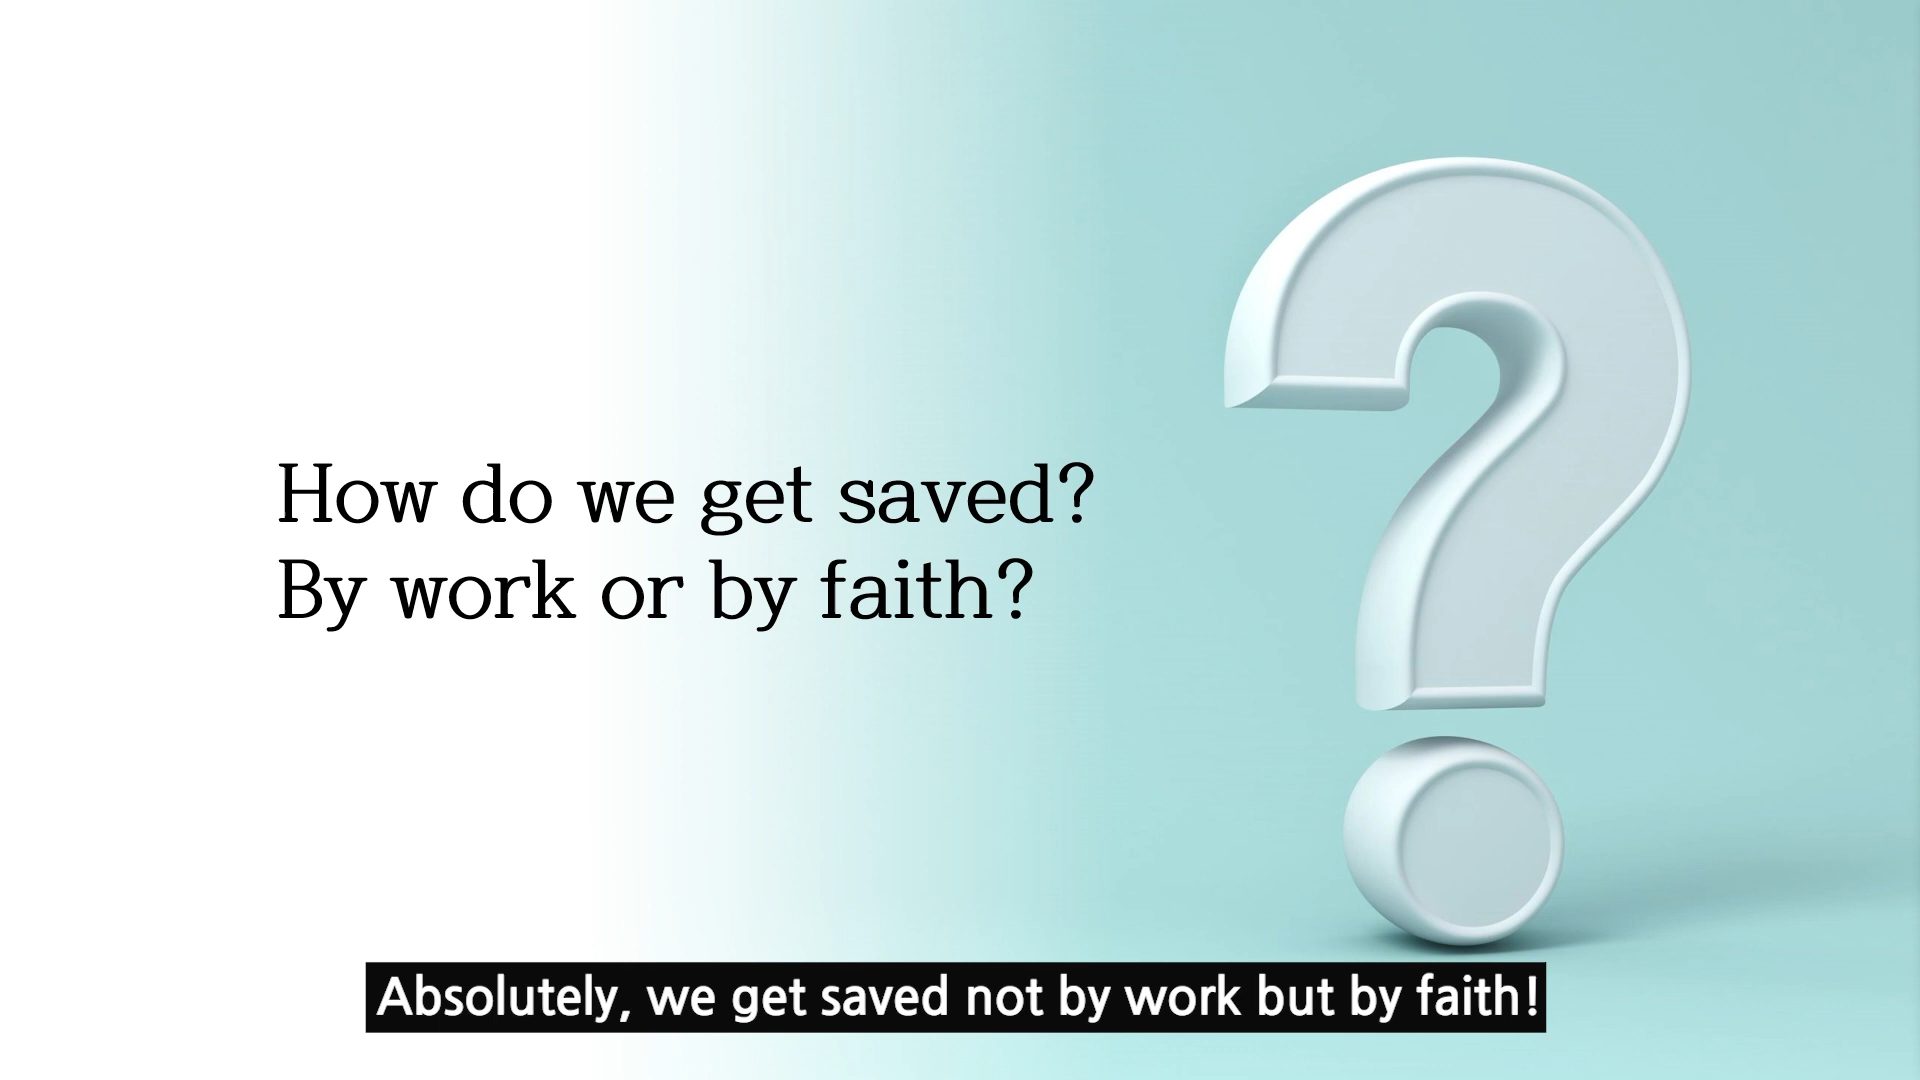 How do we get saved?
By work or by faith?
Absolutely, we get saved not by work but by faith!